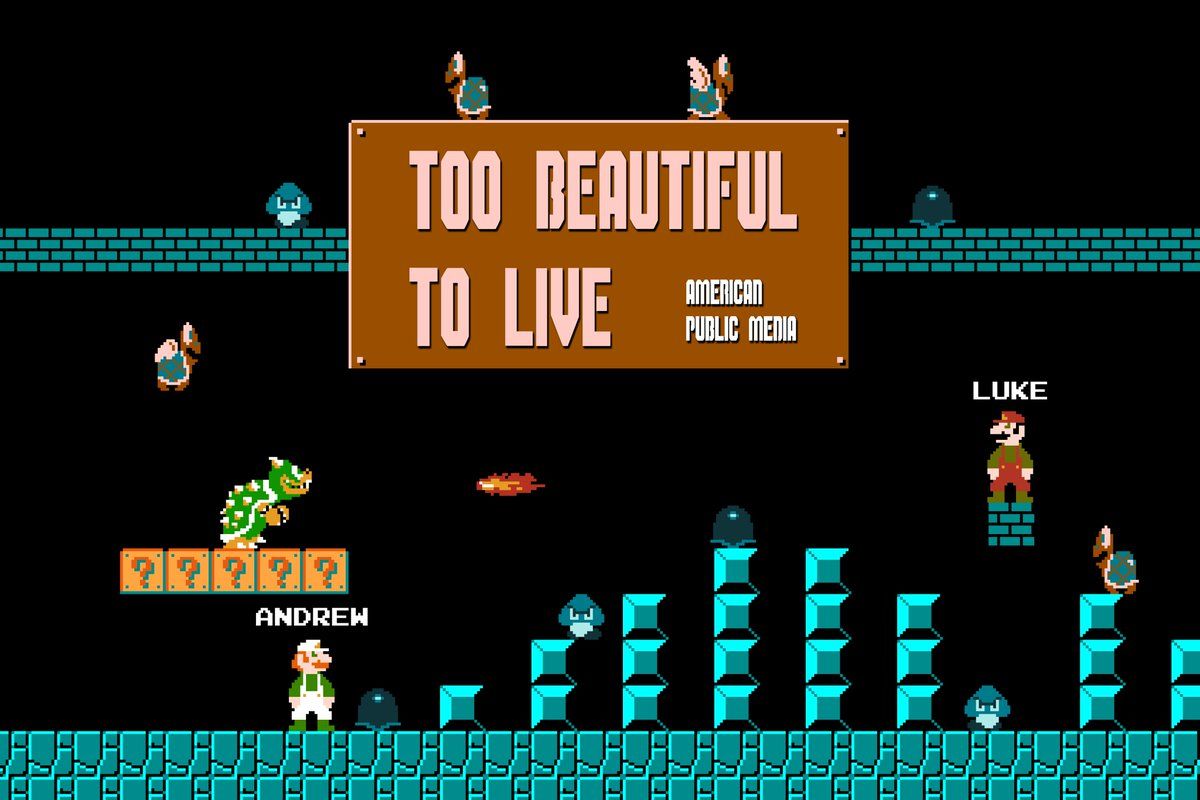 TOO BEAUTIFUL
TO LIVE
AMERICAN
PUBLIC MEDIA
LUKE
? ? ? ? ?
ANDREW